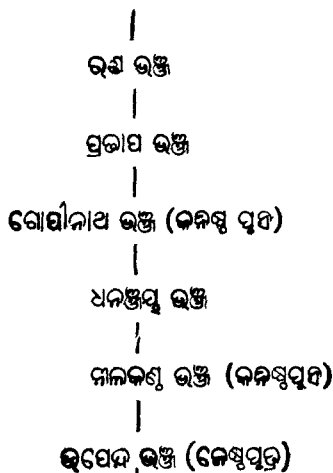 ରଣ ଭଞ୍ଜ
ପ୍ରତାପ ଭଞ୍ଜ
ଗୋପୀନାଥ ଭଞ୍ଜ (କନିଷ୍ଠ ପୁତ୍ର)
ଧନଞ୍ଜୟ ଭଞ୍ଜ
ନୀଳକଣ୍ଠ ଭଞ୍ଜ (କନିଷ୍ଠପୁତ୍ର)
ଉପେନ୍ଦ୍ର ଭଞ୍ଜ (ଜେଷ୍ଠପୁତ୍ର)